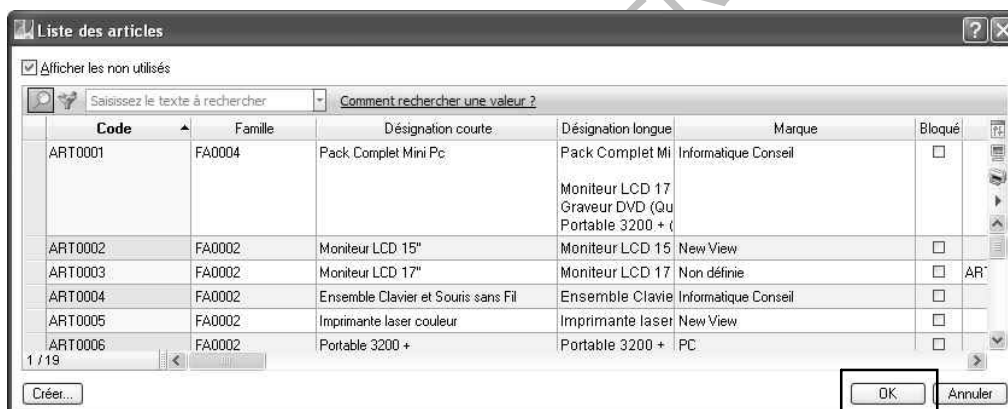 Liste des articles
Afficher les non utilisés
Saisissez le texte à rechercher Comment rechercher une valeur ?
Code Famille Désignation courte Désignation longue Marque Bloqué
ART0001 FA0004 Pack Complet Mini Pc Pack Complet Mi Informatique Conseil
Moniteur LCD 17
Graveur DVD (Qu
Portable 3200 + (
ART0002 FA0002 Moniteur LCD 15" Moniteur LCD 15 New View
ART0003 FA0002 Moniteur LCD 17" Moniteur LCD 17 Non définie ART
ART0004 FA0002 Ensemble Clavier et Souris sans Fil Ensemble Clavie Informatique Conseil
ART0005 FA0002 Imprimante laser couleur Imprimante laser New View
ART0006 FA0002 Portable 3200 + Portable 3200 + PC
1 / 19
Créer... OK Annuler